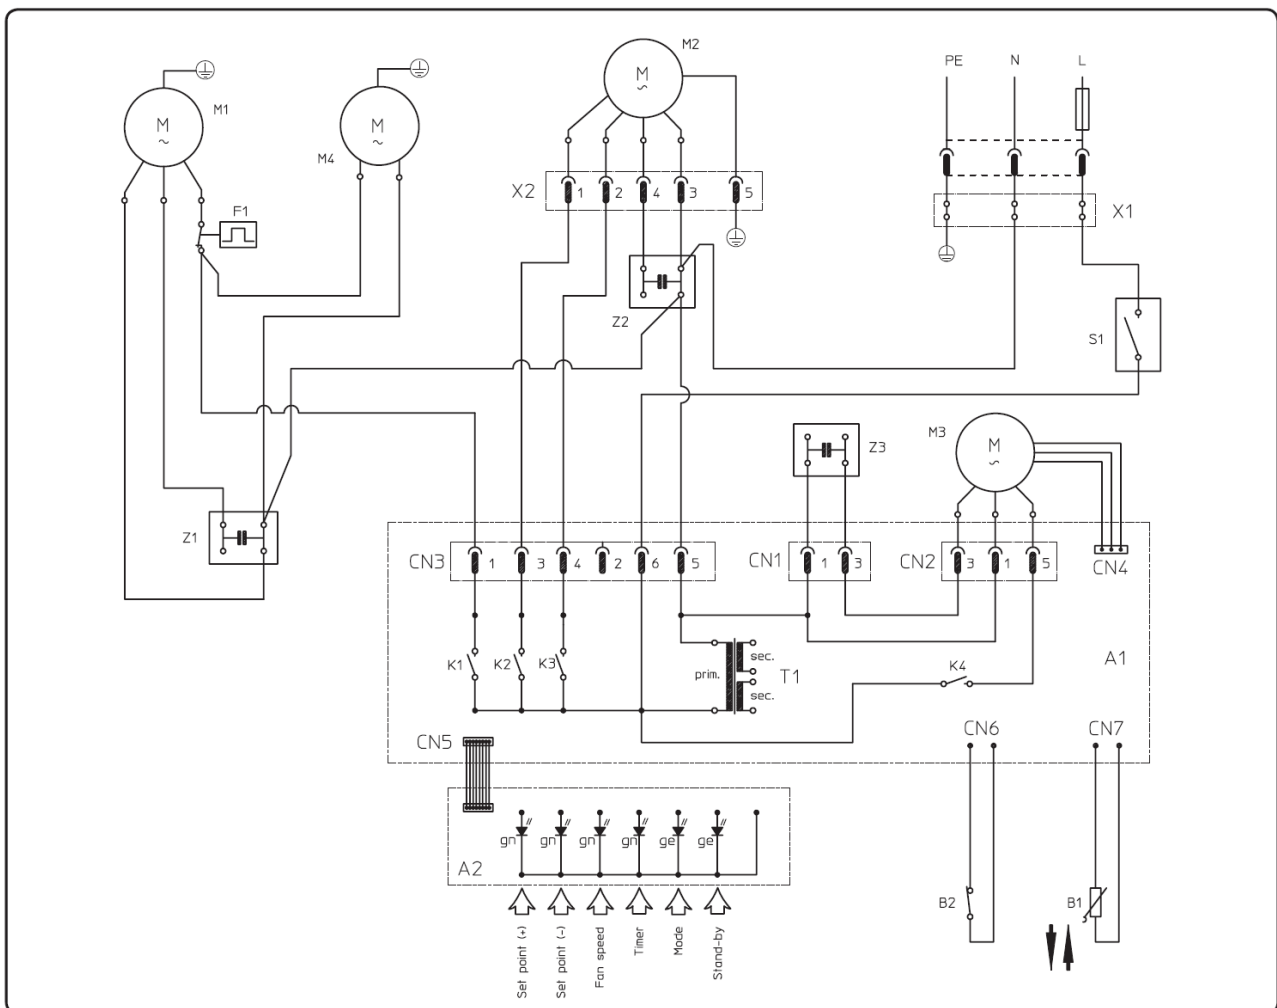 M2
PE N L
M
~
M1
M
~
M
~
M4
X2
1 2 4 3 5
X1
F1
Z2
S1
M3
M
~
Z3
Z1
CN3
1 3 4 2 6 5
CN1
1 3
CN2
3 1 5
CN4
K1 K2 K3
prim.
sec.
sec.
T1
K4
A1
CN5
CN6
CN7
gn gn gn gn ge ge
A2
B2
B1
Set point (+)
Set point (-)
Fan speed
Timer
Mode
Stand-by